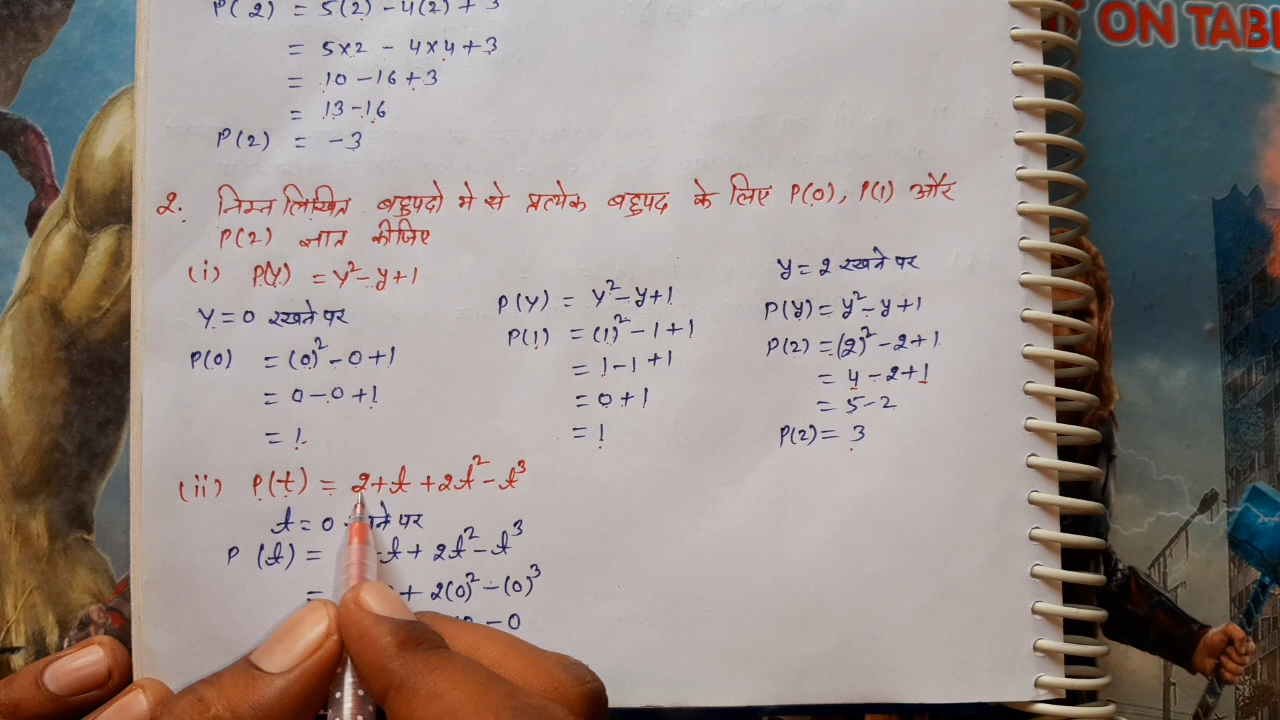 P(2) = 5(2) - 4(2) + 3
= 5×2 - 4×4+3
= 10 -16 +3
= 13-16
P(2) = -3
2. निम्न लिखित बहुपदो मे से प्रत्येक बहुपद के लिए P(0), P(1) और
P(2) ज्ञात कीजिए
(i) P(y) = y²-y+1
y=0 रखने पर
P(0) = (0)²-0+1
= 0-0+1
= 1
P(y) = y²-y+1
P(1) = (1)²-1+1
= 1-1+1
= 0+1
= 1
y=2 रखने पर
P(y)= y²-y+1
P(2) =(2)²-2+1
= 4-2+1
= 5-2
P(2)= 3
(ii) P(t) = 2+t+2t²-t³
t=0 पर
P(t) = t+ 2t²-t³
= + 2(0)²-(0)³
- 0
ON TAB